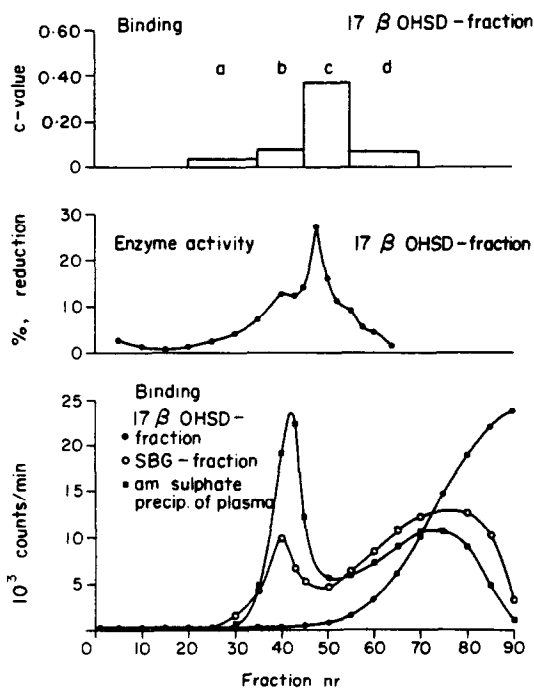 Binding 17 β OHSD-fraction
0·60
0·40
0·20
0
c-value
a b c d
Enzyme activity 17 β OHSD-fraction
30
20
10
0
%, reduction
Binding
17 β OHSD-
fraction
SBG-fraction
am sulphate
precip. of plasma
25
20
15
10
5
10³ counts/min
0 10 20 30 40 50 60 70 80 90
Fraction nr